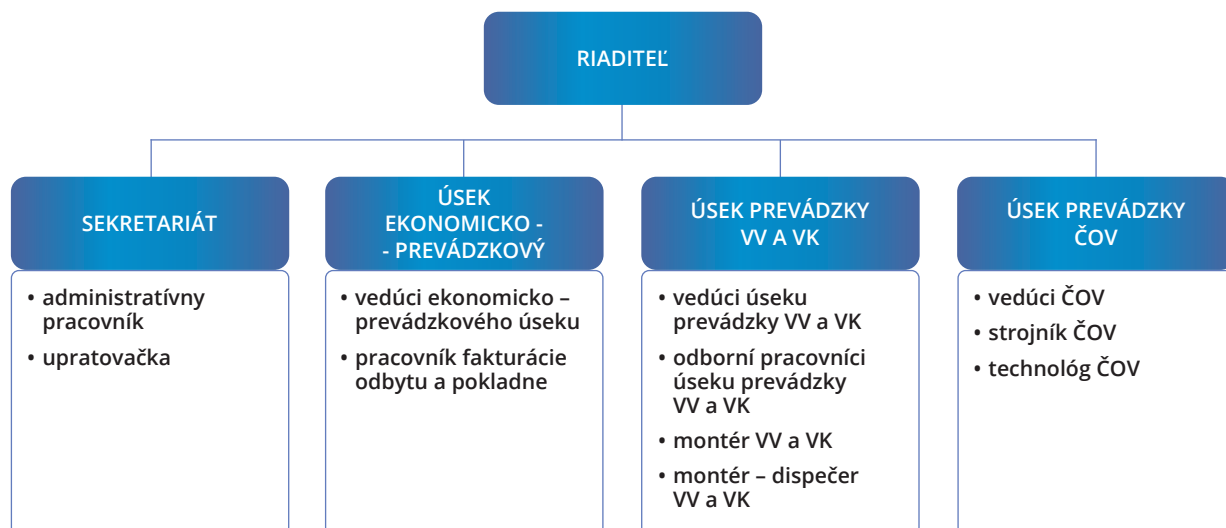 RIADITEĽ
SEKRETARIÁT
• administratívny
pracovník
• upratovačka
ÚSEK
EKONOMICKO -
- PREVÁDZKOVÝ
• vedúci ekonomicko –
prevádzkového úseku
• pracovník fakturácie
odbytu a pokladne
ÚSEK PREVÁDZKY
VV A VK
• vedúci úseku
prevádzky VV a VK
• odborní pracovníci
úseku prevádzky
VV a VK
• montér VV a VK
• montér – dispečer
VV a VK
ÚSEK PREVÁDZKY
ČOV
• vedúci ČOV
• strojník ČOV
• technológ ČOV